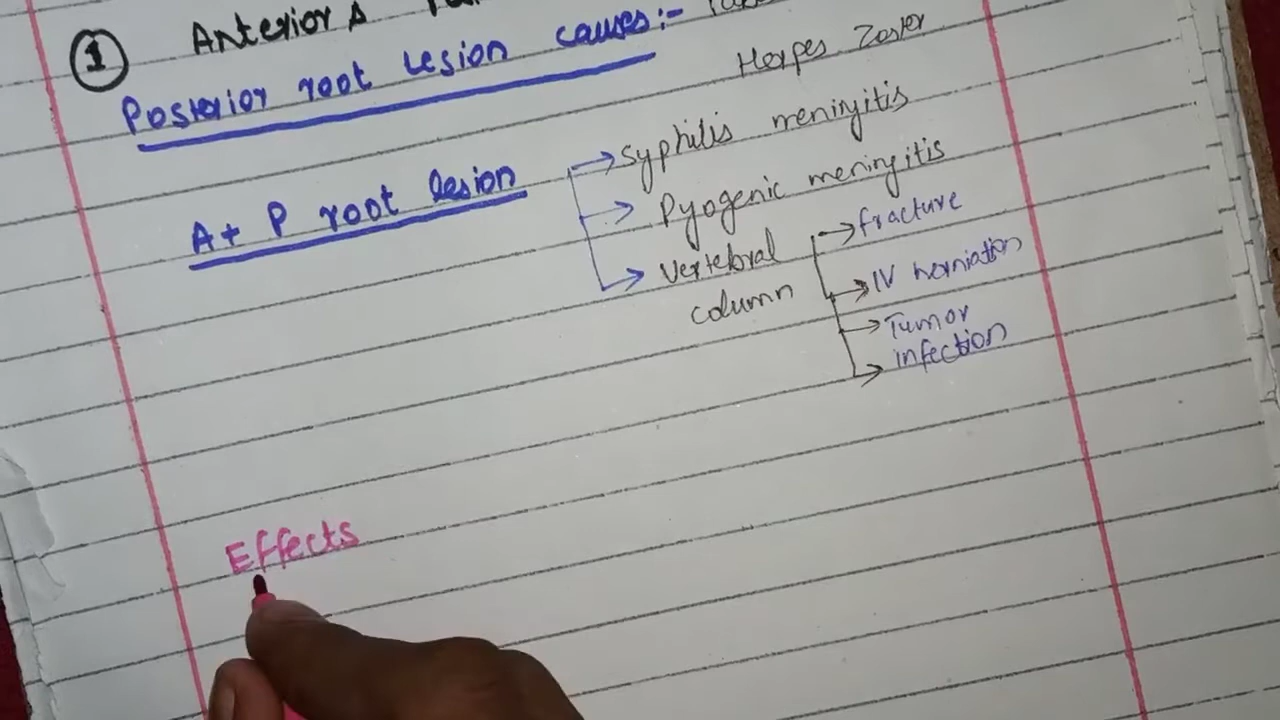 1 Anteriors
Posterior root lesion causes:-
Herpes Zoster
A+ P root lesion
Syphilis meningitis
Pyogenic meningitis
Vertebral
column
fracture
IV herniation
Tumor
infection
Effects